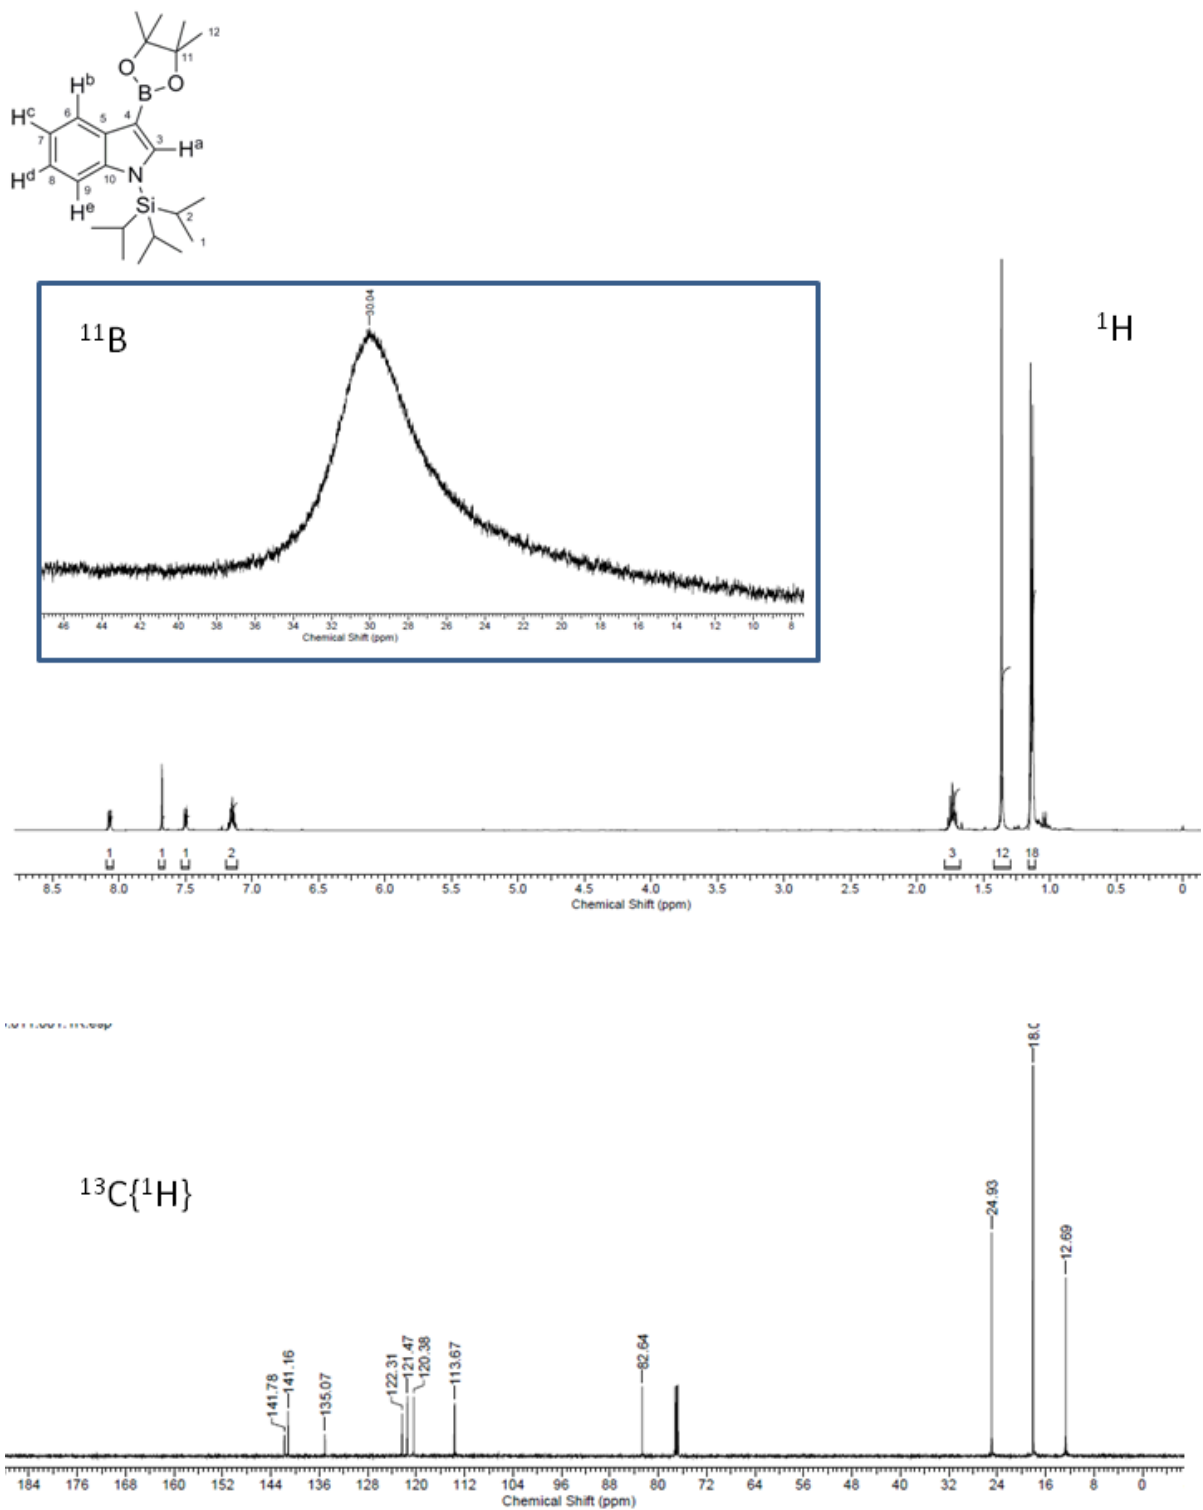 12
11
O
O
B
H^b
H^c
6
5
4
7
3
H^a
H^d
8
10
N
9
H^e
Si
2
1
30.04
¹¹B
¹H
46 44 42 40 38 36 34 32 30 28 26 24 22 20 18 16 14 12 10 8
Chemical Shift (ppm)
1 1 1 2 3 12 18
8.5 8.0 7.5 7.0 6.5 6.0 5.5 5.0 4.5 4.0 3.5 3.0 2.5 2.0 1.5 1.0 0.5 0
Chemical Shift (ppm)
¹³C{¹H}
141.78
141.16
135.07
122.31
121.47
120.38
113.67
82.64
24.93
12.69
184 176 168 160 152 144 136 128 120 112 104 96 88 80 72 64 56 48 40 32 24 16 8 0
Chemical Shift (ppm)